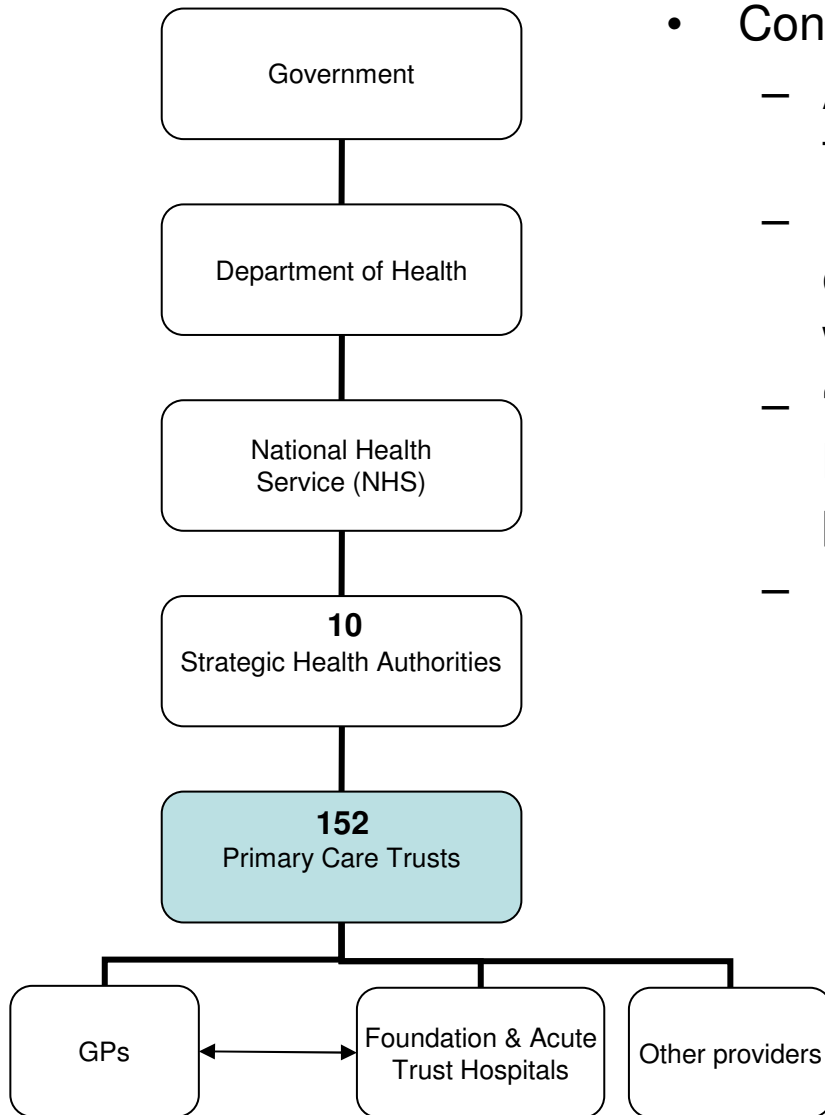 Government
Department of Health
National Health
Service (NHS)
10
Strategic Health Authorities
152
Primary Care Trusts
GPs
Foundation & Acute
Trust Hospitals
Other providers